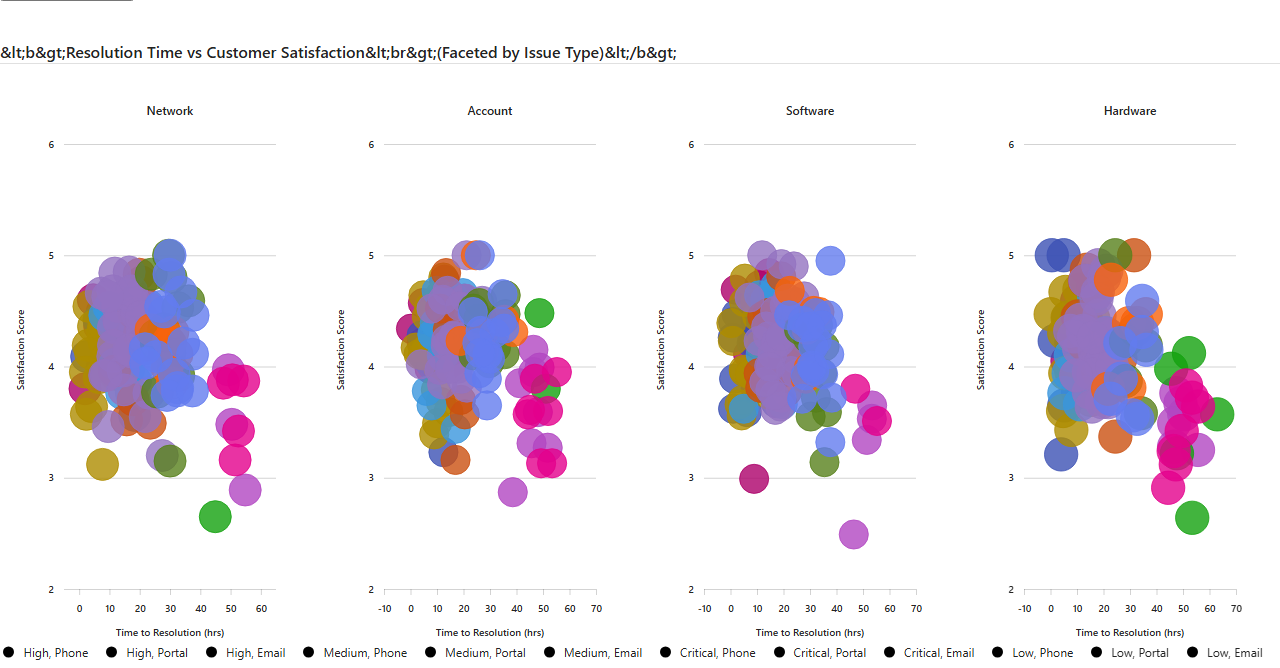 &lt;b&gt;Resolution Time vs Customer Satisfaction&lt;br&gt;(Faceted by Issue Type)&lt;/b&gt;
Network
6
5
4
3
2
Satisfaction Score
0 10 20 30 40 50 60
Time to Resolution (hrs)
Account
6
5
4
3
2
Satisfaction Score
-10 0 10 20 30 40 50 60 70
Time to Resolution (hrs)
Software
6
5
4
3
2
Satisfaction Score
-10 0 10 20 30 40 50 60 70
Time to Resolution (hrs)
Hardware
6
5
4
3
2
Satisfaction Score
-10 0 10 20 30 40 50 60 70
Time to Resolution (hrs)
High, Phone High, Portal High, Email Medium, Phone Medium, Portal Medium, Email Critical, Phone Critical, Portal Critical, Email Low, Phone Low, Portal Low, Email